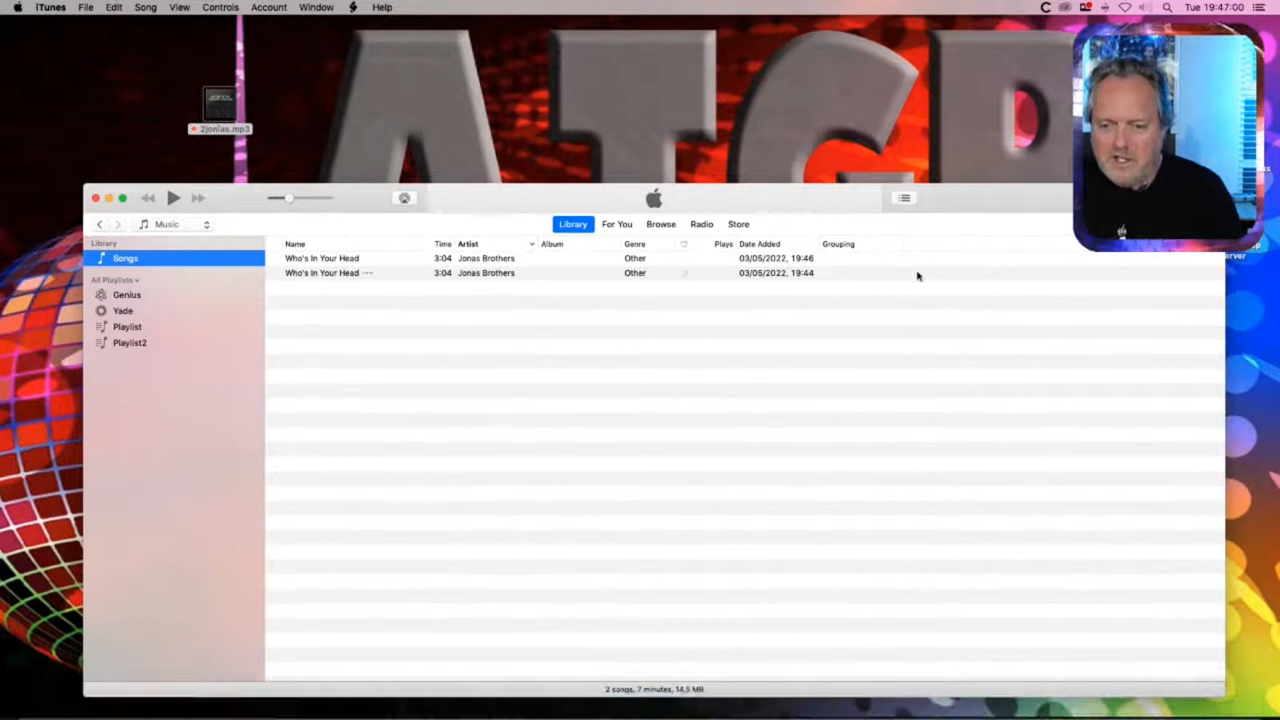 iTunes File Edit View Song View Controls Account Window Help Tue 19:47:00
2jonas.mp3
Music Library For You Browse Radio Store
Library
Name Time Artist Album Genre Plays Date Added Grouping
Songs
Who's In Your Head 3:04 Jonas Brothers Other 03/05/2022, 19:46
Who's In Your Head 3:04 Jonas Brothers Other 03/05/2022, 19:44
All Playlists
Genius
Yade
Playlist
Playlist2
erver
2 songs, 7 minutes, 14,5 MB